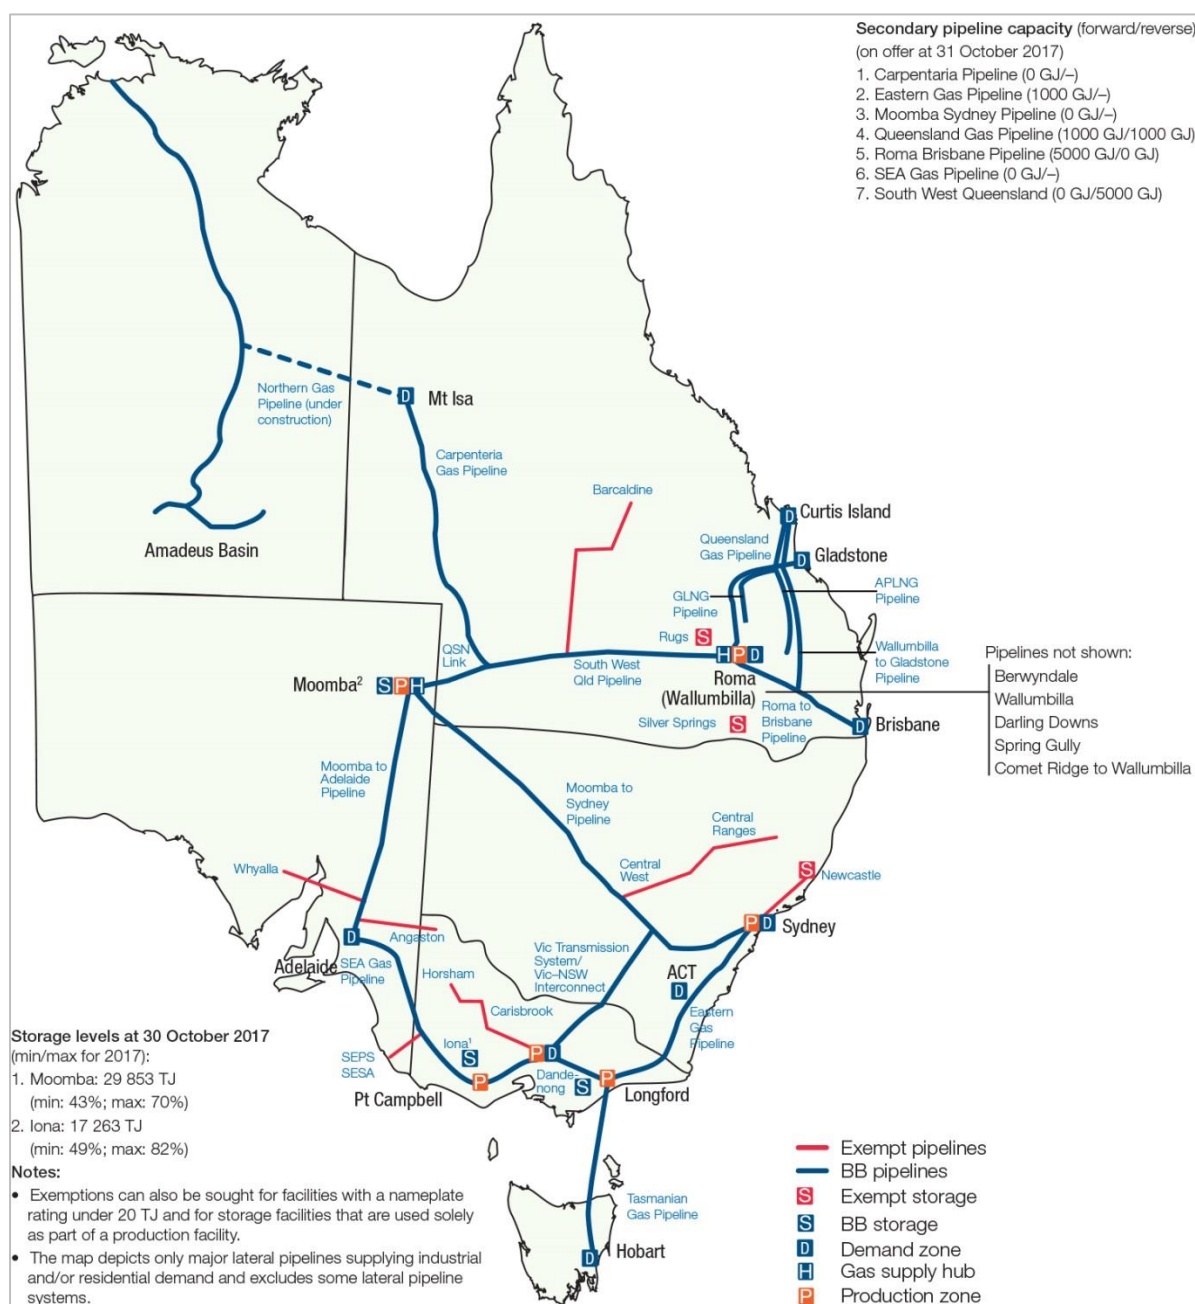 Secondary pipeline capacity (forward/reverse)
(on offer at 31 October 2017)
1. Carpentaria Pipeline (0 GJ/–)
2. Eastern Gas Pipeline (1000 GJ/–)
3. Moomba Sydney Pipeline (0 GJ/–)
4. Queensland Gas Pipeline (1000 GJ/1000 GJ)
5. Roma Brisbane Pipeline (5000 GJ/0 GJ)
6. SEA Gas Pipeline (0 GJ/–)
7. South West Queensland (0 GJ/5000 GJ)
Northern Gas
Pipeline (under
construction)
D
Mt Isa
Carpenteria
Gas Pipeline
Barcaldine
Amadeus Basin
D
Curtis Island
Queensland
Gas Pipeline
D
Gladstone
GLNG
Pipeline
APLNG
Pipeline
Rugs
S
QSN
Link
South West
Qld Pipeline
H P D
Roma
(Wallumbilla)
Wallumbilla
to Gladstone
Pipeline
Pipelines not shown:
Berwyndale
Wallumbilla
Darling Downs
Spring Gully
Comet Ridge to Wallumbilla
Moomba²
S P H
Silver Springs
S
Roma to
Brisbane
Pipeline
D
Brisbane
Moomba to
Adelaide
Pipeline
Moomba to
Sydney
Pipeline
Central
Ranges
Central
West
Whyalla
S
Newcastle
P D
Sydney
D
Adelaide
Angaston
SEA Gas
Pipeline
Horsham
Carisbrook
Vic Transmission
System/
Vic–NSW
Interconnect
ACT
D
Eastern
Gas
Pipeline
SEPS
SESA
Iona¹
S
P D
Dande-
nong
S
P
Longford
Pt Campbell
P
Storage levels at 30 October 2017
(min/max for 2017):
1. Moomba: 29 853 TJ
(min: 43%; max: 70%)
2. Iona: 17 263 TJ
(min: 49%; max: 82%)
Notes:
• Exemptions can also be sought for facilities with a nameplate
rating under 20 TJ and for storage facilities that are used solely
as part of a production facility.
• The map depicts only major lateral pipelines supplying industrial
and/or residential demand and excludes some lateral pipeline
systems.
Tasmanian
Gas Pipeline
D
Hobart
Exempt pipelines
BB pipelines
S Exempt storage
S BB storage
D Demand zone
H Gas supply hub
P Production zone